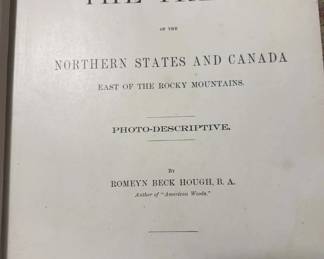 OF THE
NORTHERN STATES AND CANADA
EAST OF THE ROCKY MOUNTAINS.
PHOTO-DESCRIPTIVE.
BY
ROMEYN BECK HOUGH, B. A.
Author of "American Woods."